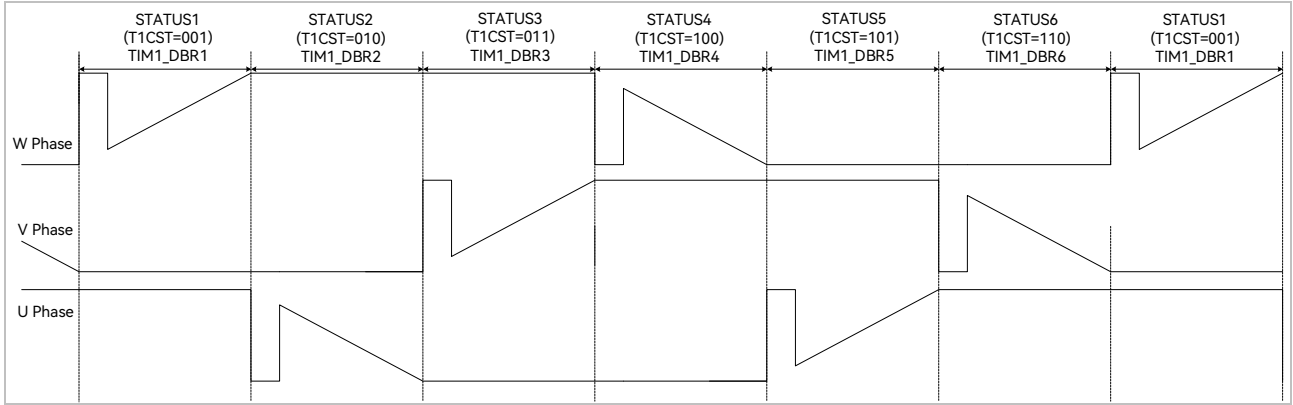 STATUS1
(T1CST=001)
TIM1_DBR1
STATUS2
(T1CST=010)
TIM1_DBR2
STATUS3
(T1CST=011)
TIM1_DBR3
STATUS4
(T1CST=100)
TIM1_DBR4
STATUS5
(T1CST=101)
TIM1_DBR5
STATUS6
(T1CST=110)
TIM1_DBR6
STATUS1
(T1CST=001)
TIM1_DBR1
W Phase
V Phase
U Phase